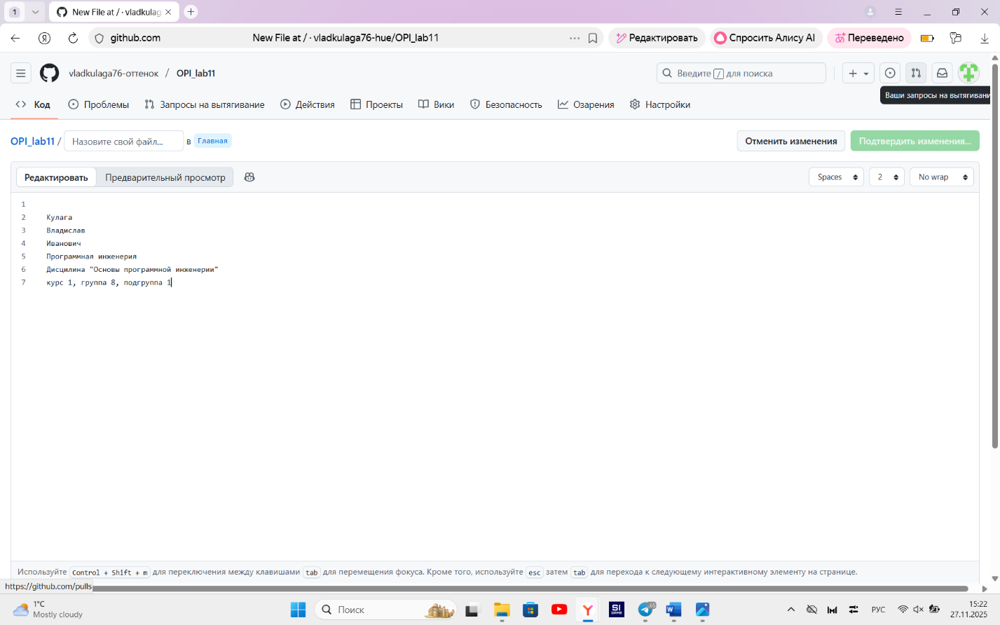 1
New File at / · vladkulag
github.com
New File at / · vladkulaga76-hue/OPI_lab11
Редактировать
Спросить Алису AI
Переведено
vladkulaga76-оттенок / OPI_lab11
Введите / для поиска
Ваши запросы на вытягивани
Код
Проблемы
Запросы на вытягивание
Действия
Проекты
Вики
Безопасность
Озарения
Настройки
OPI_lab11 / Назовите свой файл... в Главная
Отменить изменения
Подтвердить изменения...
Редактировать
Предварительный просмотр
Spaces
2
No wrap
1
2 Кулага
3 Владислав
4 Иванович
5 Программная инженерия
6 Дисцилина "Основы программной инженерии"
7 курс 1, группа 8, подгруппа 1
Используйте Control + Shift + m для переключения между клавишами tab для перемещения фокуса. Кроме того, используйте esc затем tab для перехода к следующему интерактивному элементу на странице.
https://github.com/pulls
1°C
Mostly cloudy
Поиск
SI
GAME
65
РУС
15:22
27.11.2025